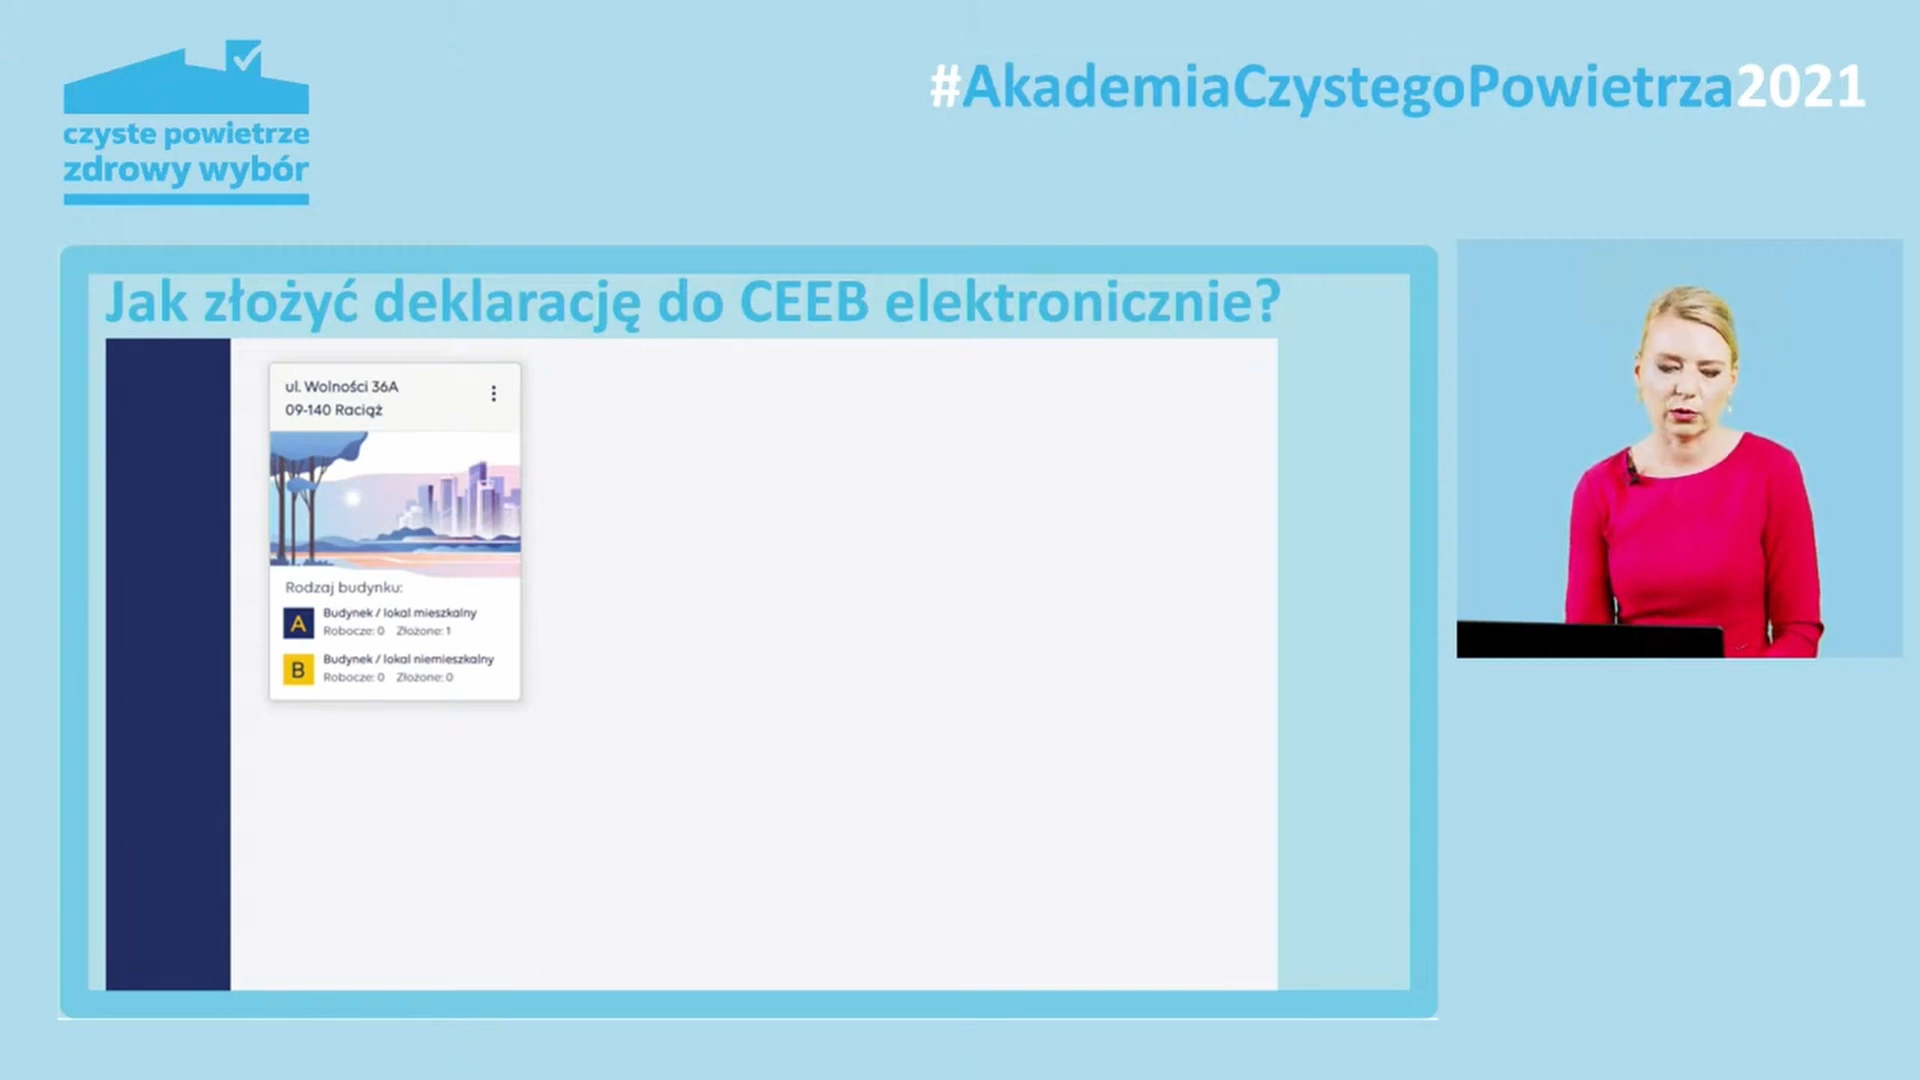 czyste powietrze
zdrowy wybór
#AkademiaCzystegoPowietrza2021
Jak złożyć deklarację do CEEB elektronicznie?
ul. Wolności 36A
09-140 Raciąż
Rodzaj budynku:
A
Budynek / lokal mieszkalny
Robocze: 0 Złożone: 1
B
Budynek / lokal niemieszkalny
Robocze: 0 Złożone: 0